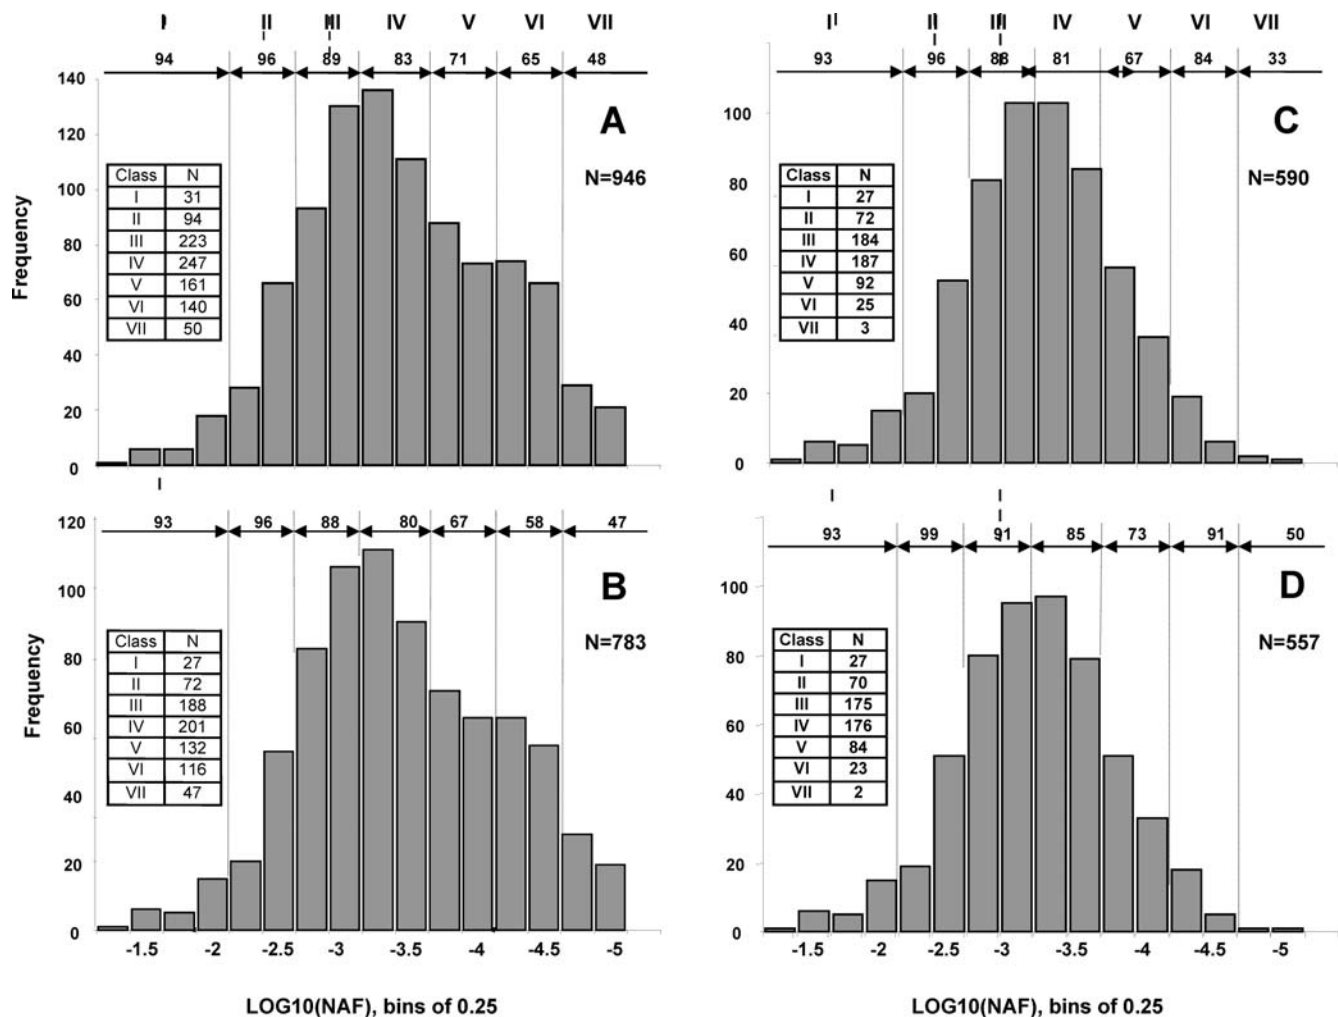 I II III IV V VI VII
94 96 89 83 71 65 48
140
120
100
80
60
40
20
0
Frequency
A
N=946
Class N
I 31
II 94
III 223
IV 247
V 161
VI 140
VII 50
I II III IV V VI VII
93 96 88 81 67 84 33
100
80
60
40
20
0
C
N=590
Class N
I 27
II 72
III 184
IV 187
V 92
VI 25
VII 3
93 96 88 80 67 58 47
120
100
80
60
40
20
0
Frequency
B
N=783
Class N
I 27
II 72
III 188
IV 201
V 132
VI 116
VII 47
-1.5 -2 -2.5 -3 -3.5 -4 -4.5 -5
LOG10(NAF), bins of 0.25
93 99 91 85 73 91 50
100
80
60
40
20
0
D
N=557
Class N
I 27
II 70
III 175
IV 176
V 84
VI 23
VII 2
-1.5 -2 -2.5 -3 -3.5 -4 -4.5 -5
LOG10(NAF), bins of 0.25